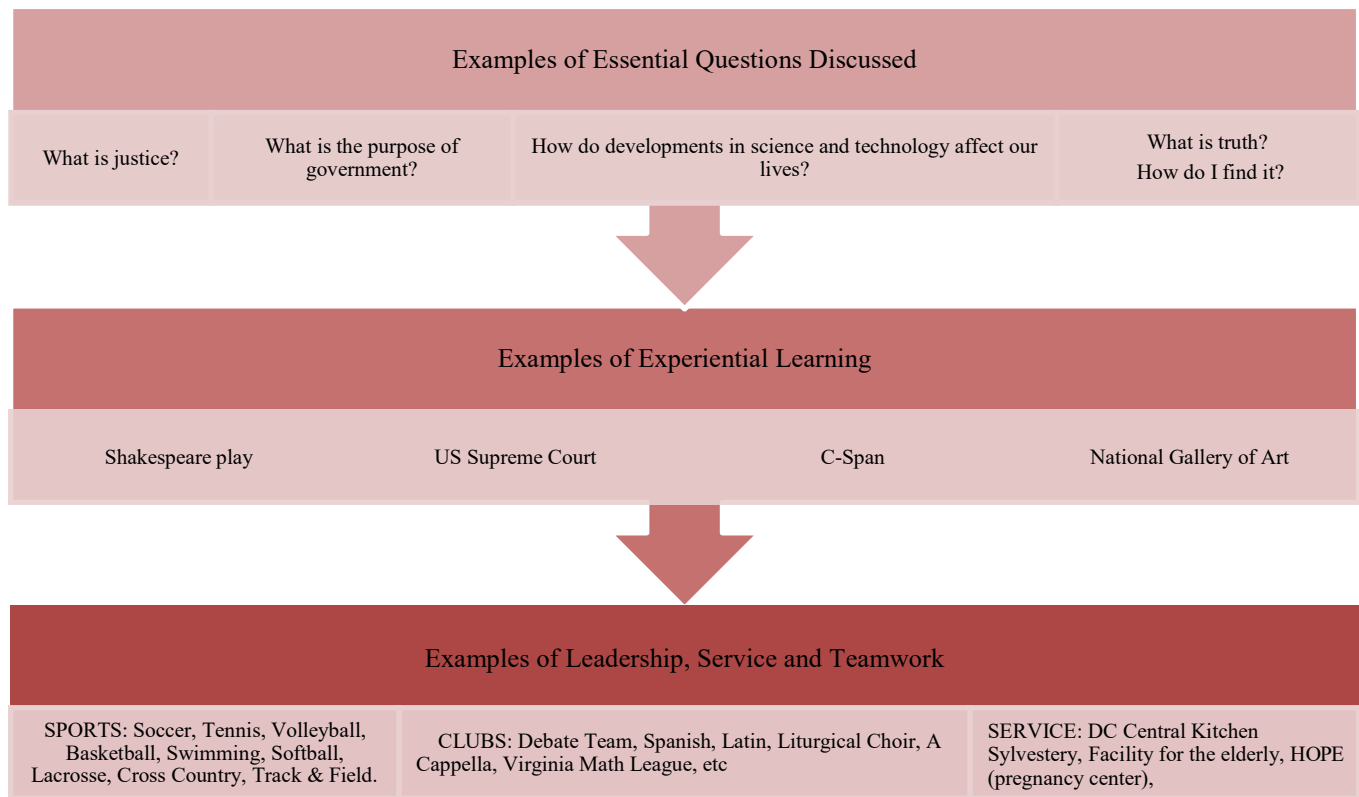 Examples of Essential Questions Discussed
What is justice?
What is the purpose of
government?
How do developments in science and technology affect our
lives?
What is truth?
How do I find it?
Examples of Experiential Learning
Shakespeare play
US Supreme Court
C-Span
National Gallery of Art
Examples of Leadership, Service and Teamwork
SPORTS: Soccer, Tennis, Volleyball,
Basketball, Swimming, Softball,
Lacrosse, Cross Country, Track & Field.
CLUBS: Debate Team, Spanish, Latin, Liturgical Choir, A
Cappella, Virginia Math League, etc
SERVICE: DC Central Kitchen
Sylvestery, Facility for the elderly, HOPE
(pregnancy center),